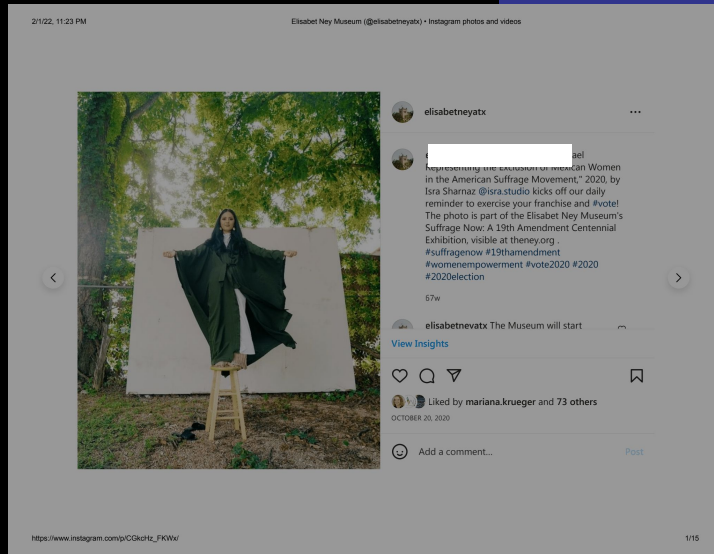 2/1/22, 11:23 PM
Elisabet Ney Museum (@elisabetneyatx) • Instagram photos and videos
elisabetneyatx
ael
Representing the Exclusion of Mexican Women
in the American Suffrage Movement," 2020, by
Isra Sharnaz @isra.studio kicks off our daily
reminder to exercise your franchise and #vote!
The photo is part of the Elisabet Ney Museum's
Suffrage Now: A 19th Amendment Centennial
Exhibition, visible at theney.org .
#suffragenow #19thamendment
#womenempowerment #vote2020 #2020
#2020election
67w
elisabetneyatx The Museum will start
View Insights
Liked by mariana.krueger and 73 others
OCTOBER 20, 2020
Add a comment...
Post
https://www.instagram.com/p/CGkcHz_FKWx/
1/15